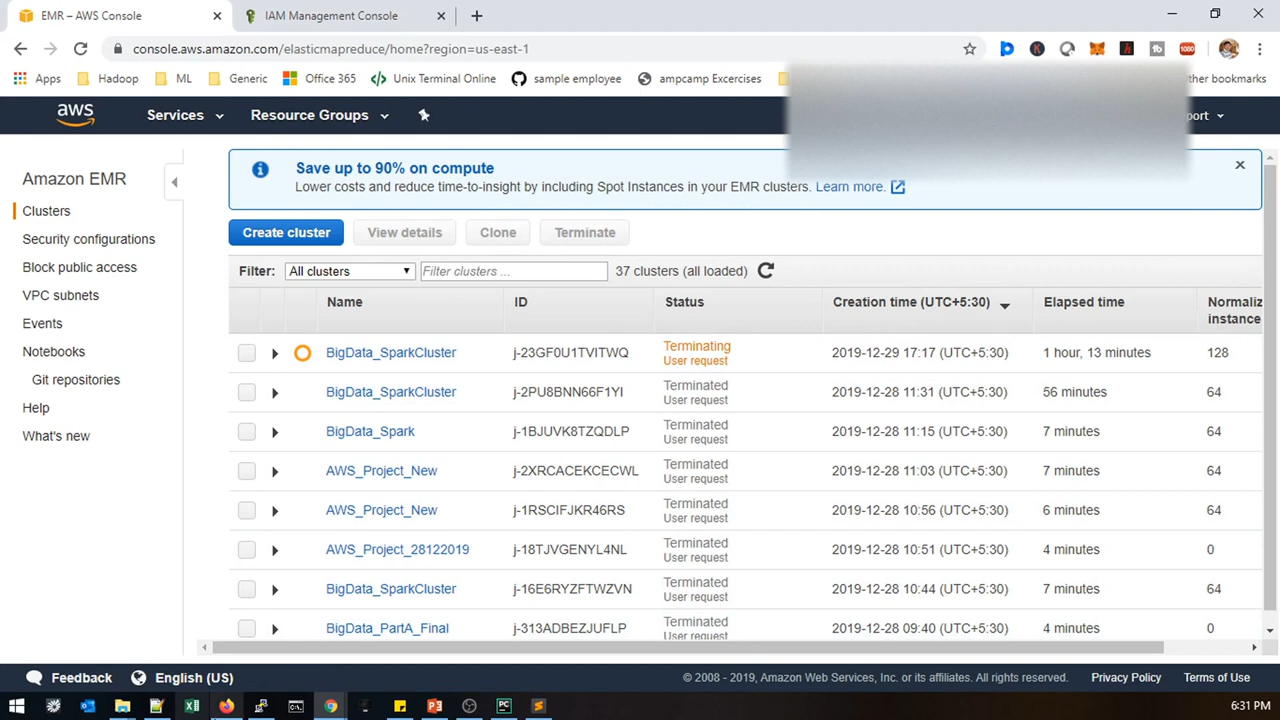 EMR – AWS Console
IAM Management Console
console.aws.amazon.com/elasticmapreduce/home?region=us-east-1
1080
Apps Hadoop ML Generic Office 365 Unix Terminal Online sample employee ampcamp Excercises ther bookmarks
aws Services Resource Groups port
Amazon EMR
Clusters
Security configurations
Block public access
VPC subnets
Events
Notebooks
Git repositories
Help
What's new
Save up to 90% on compute
Lower costs and reduce time-to-insight by including Spot Instances in your EMR clusters. Learn more.
Create cluster View details Clone Terminate
Filter: All clusters Filter clusters ... 37 clusters (all loaded)
Name ID Status Creation time (UTC+5:30) Elapsed time Normaliz
instance
BigData_SparkCluster j-23GF0U1TVITWQ Terminating 2019-12-29 17:17 (UTC+5:30) 1 hour, 13 minutes 128
User request
BigData_SparkCluster j-2PU8BNN66F1YI Terminated 2019-12-28 11:31 (UTC+5:30) 56 minutes 64
User request
BigData_Spark j-1BJUVK8TZQDLP Terminated 2019-12-28 11:15 (UTC+5:30) 7 minutes 64
User request
AWS_Project_New j-2XRCACEKCECWL Terminated 2019-12-28 11:03 (UTC+5:30) 7 minutes 64
User request
AWS_Project_New j-1RSCIFJKR46RS Terminated 2019-12-28 10:56 (UTC+5:30) 6 minutes 64
User request
AWS_Project_28122019 j-18TJVGENYL4NL Terminated 2019-12-28 10:51 (UTC+5:30) 4 minutes 0
User request
BigData_SparkCluster j-16E6RYZFTWZVN Terminated 2019-12-28 10:44 (UTC+5:30) 7 minutes 64
User request
BigData_PartA_Final j-313ADBEZJUFLP Terminated 2019-12-28 09:40 (UTC+5:30) 4 minutes 0
User request
Feedback English (US) © 2008 - 2019, Amazon Web Services, Inc. or its affiliates. All rights reserved. Privacy Policy Terms of Use
6:31 PM